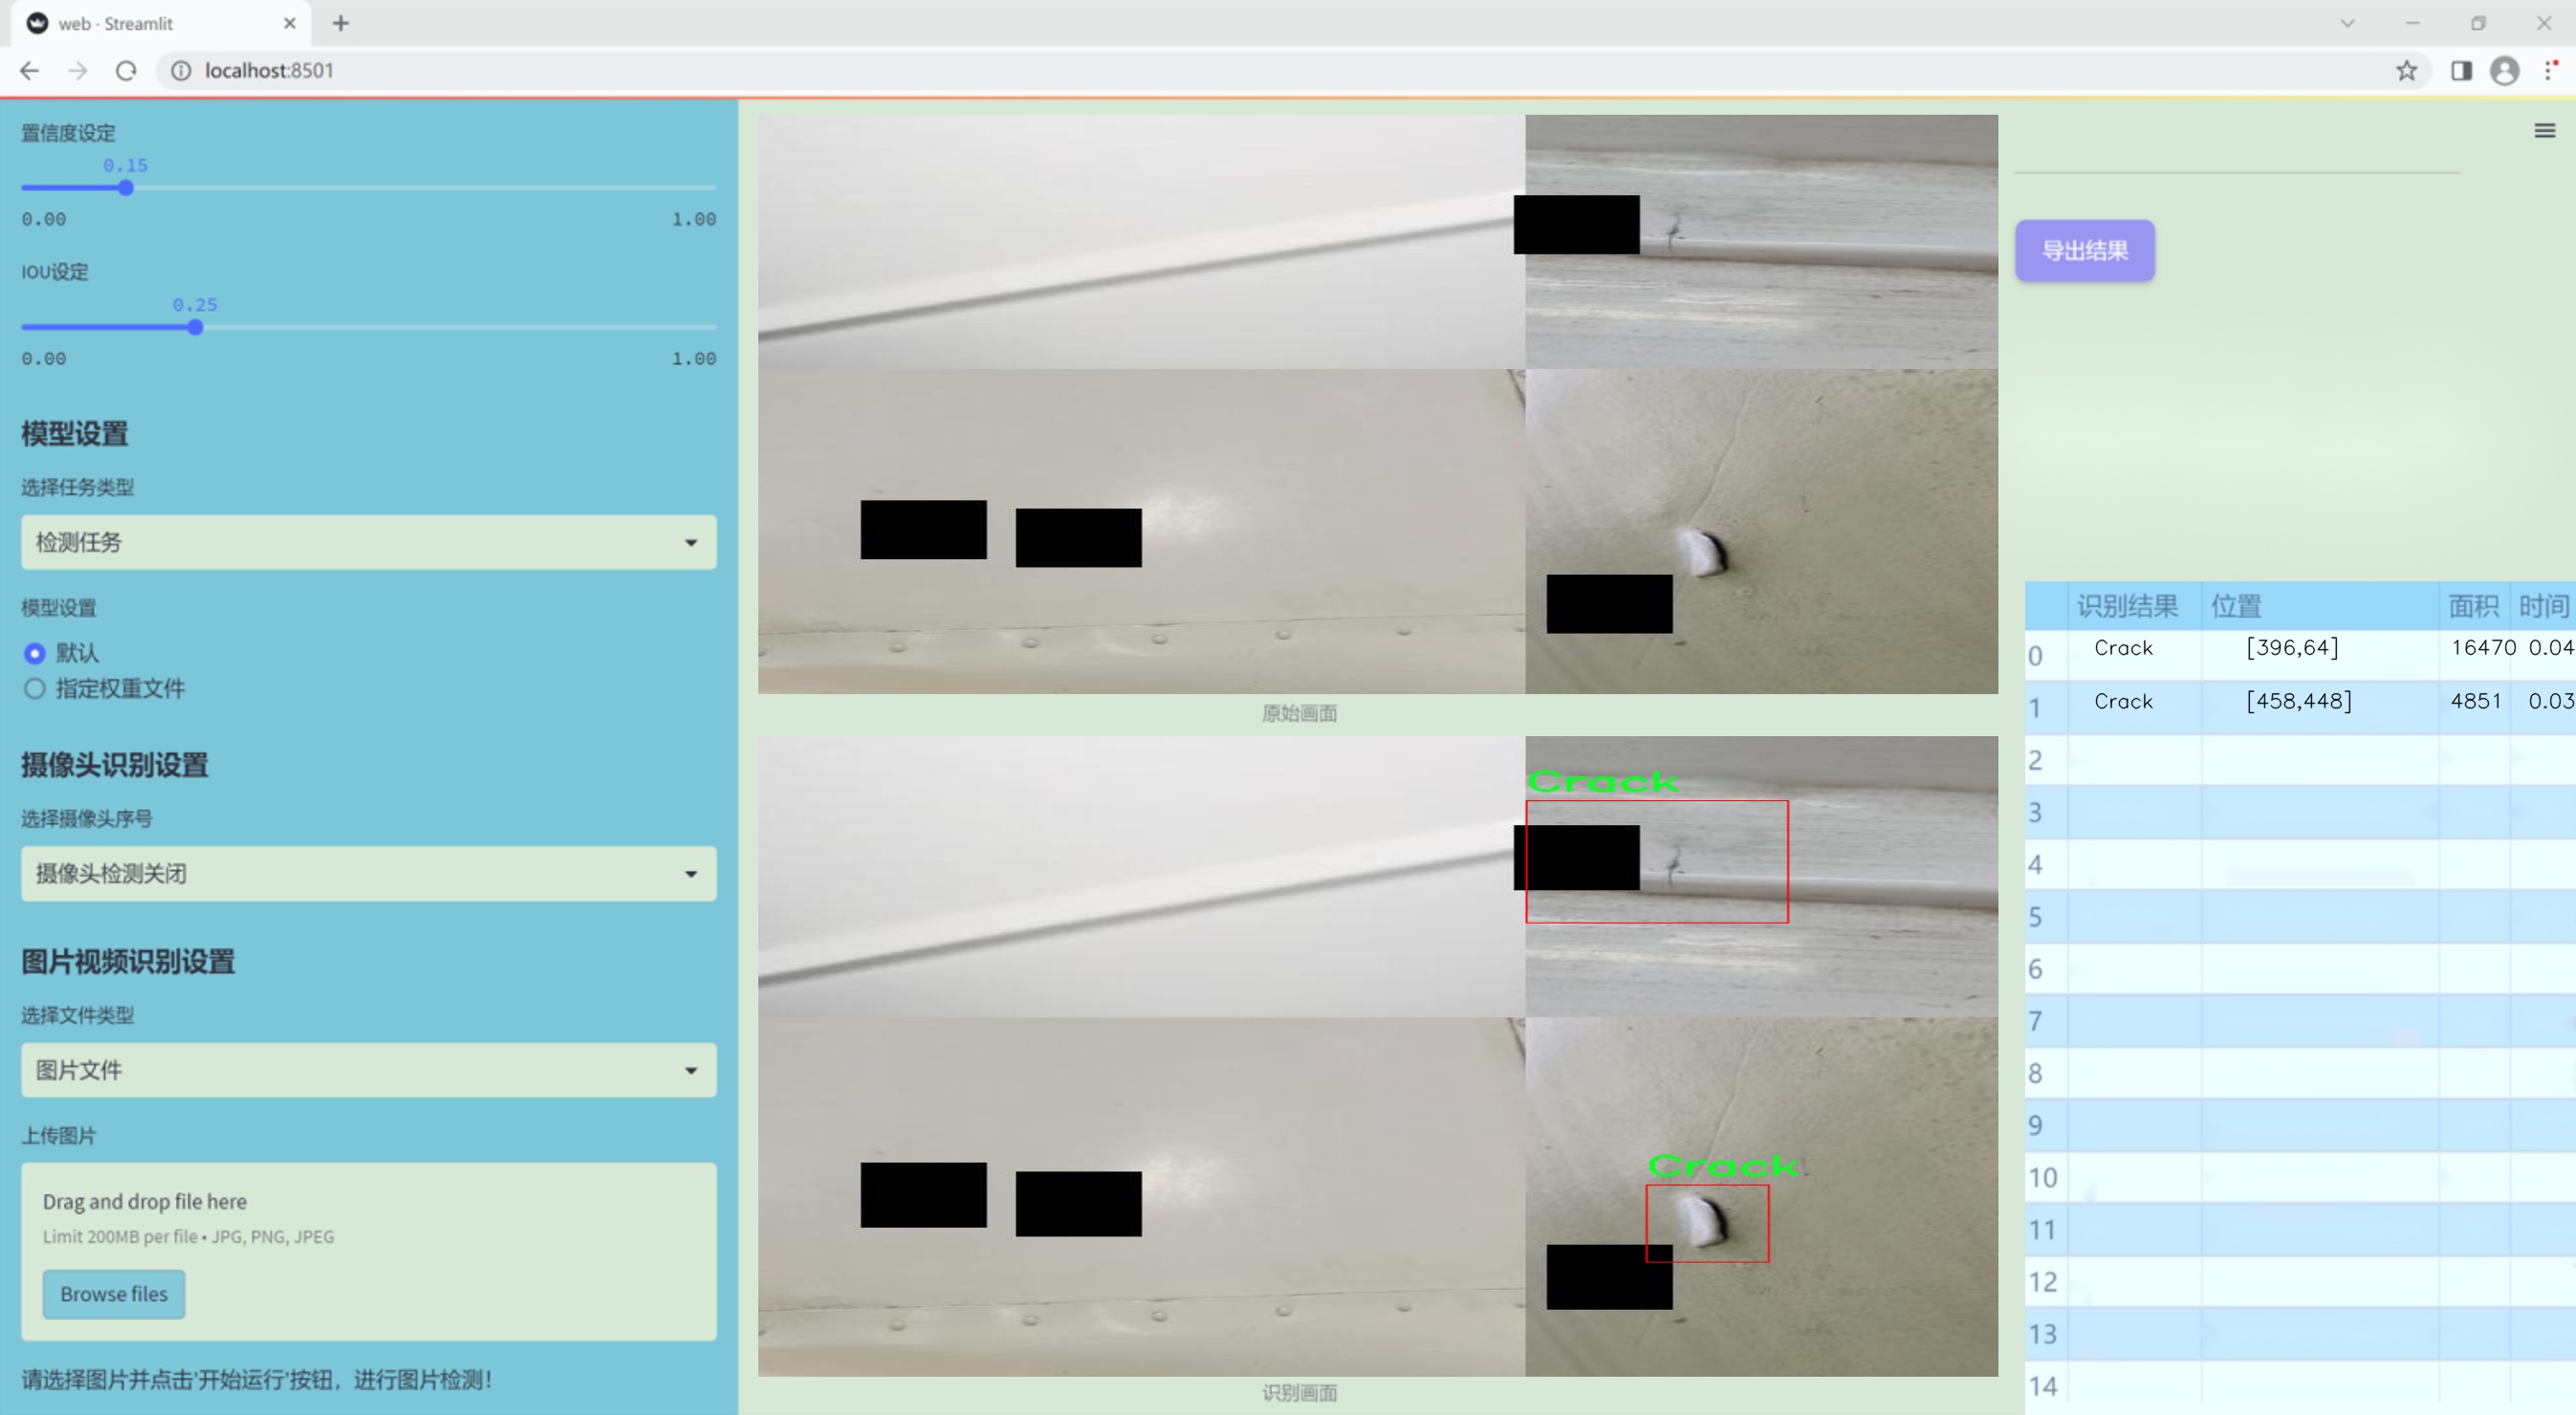 web · Streamlit
localhost:8501
置信度设定
0.15
0.00 1.00
IOU设定
0.25
0.00 1.00
模型设置
选择任务类型
检测任务
模型设置
默认
指定权重文件
摄像头识别设置
选择摄像头序号
摄像头检测关闭
图片视频识别设置
选择文件类型
图片文件
上传图片
Drag and drop file here
Limit 200MB per file • JPG, PNG, JPEG
Browse files
请选择图片并点击'开始运行'按钮，进行图片检测！
原始画面
Crack
Crack
识别画面
导出结果
识别结果 位置 面积 时间
0 Crack [396,64] 16470 0.04
1 Crack [458,448] 4851 0.03
2
3
4
5
6
7
8
9
10
11
12
13
14